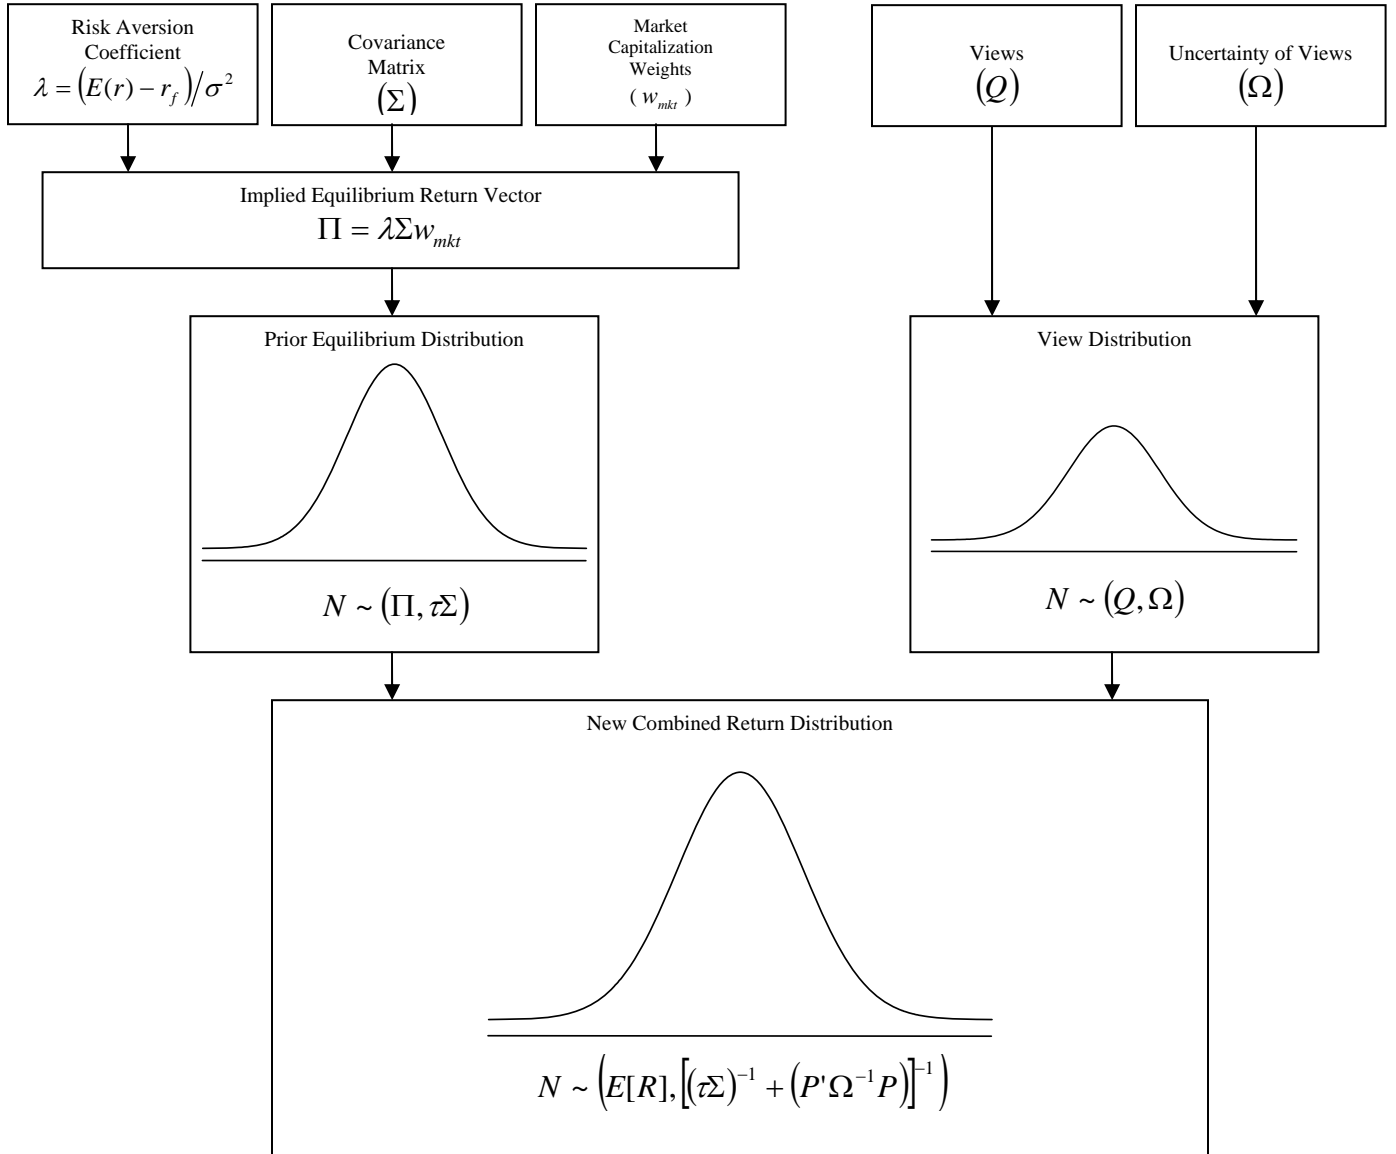 Risk Aversion
Coefficient
λ = (E(r) − r_f)/σ²
Covariance
Matrix
(Σ)
Market
Capitalization
Weights
( w_mkt )
Views
(Q)
Uncertainty of Views
(Ω)
Implied Equilibrium Return Vector
Π = λΣw_mkt
Prior Equilibrium Distribution
N ~ (Π, τΣ)
View Distribution
N ~ (Q, Ω)
New Combined Return Distribution
N ~ (E[R], [(τΣ)⁻¹ + (P'Ω⁻¹P)]⁻¹)